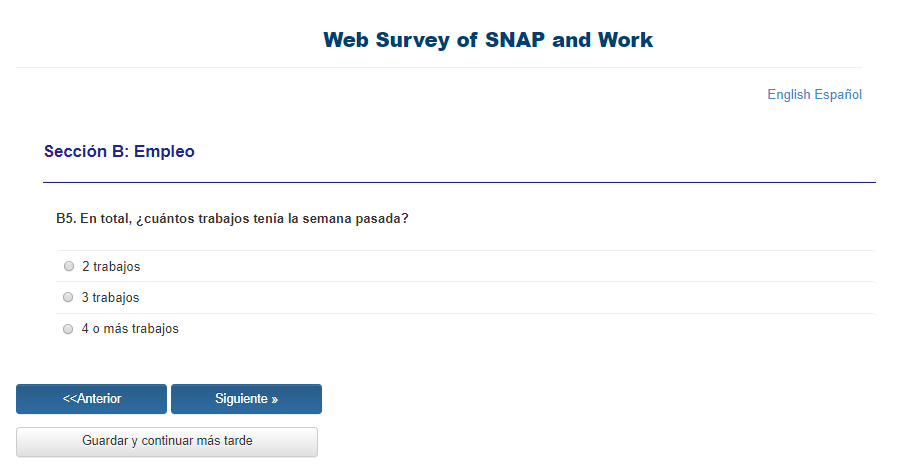 Web Survey of SNAP and Work
English Español
Sección B: Empleo
B5. En total, ¿cuántos trabajos tenía la semana pasada?
2 trabajos
3 trabajos
4 o más trabajos
<<Anterior
Siguiente »
Guardar y continuar más tarde